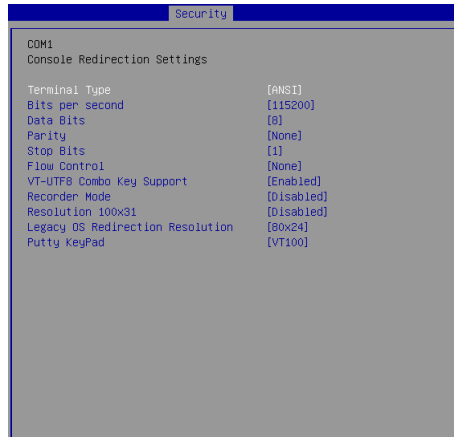 Security
COM1
Console Redirection Settings
Terminal Type [ANSI]
Bits per second [115200]
Data Bits [8]
Parity [None]
Stop Bits [1]
Flow Control [None]
VT-UTF8 Combo Key Support [Enabled]
Recorder Mode [Disabled]
Resolution 100x31 [Disabled]
Legacy OS Redirection Resolution [80x24]
Putty KeyPad [VT100]